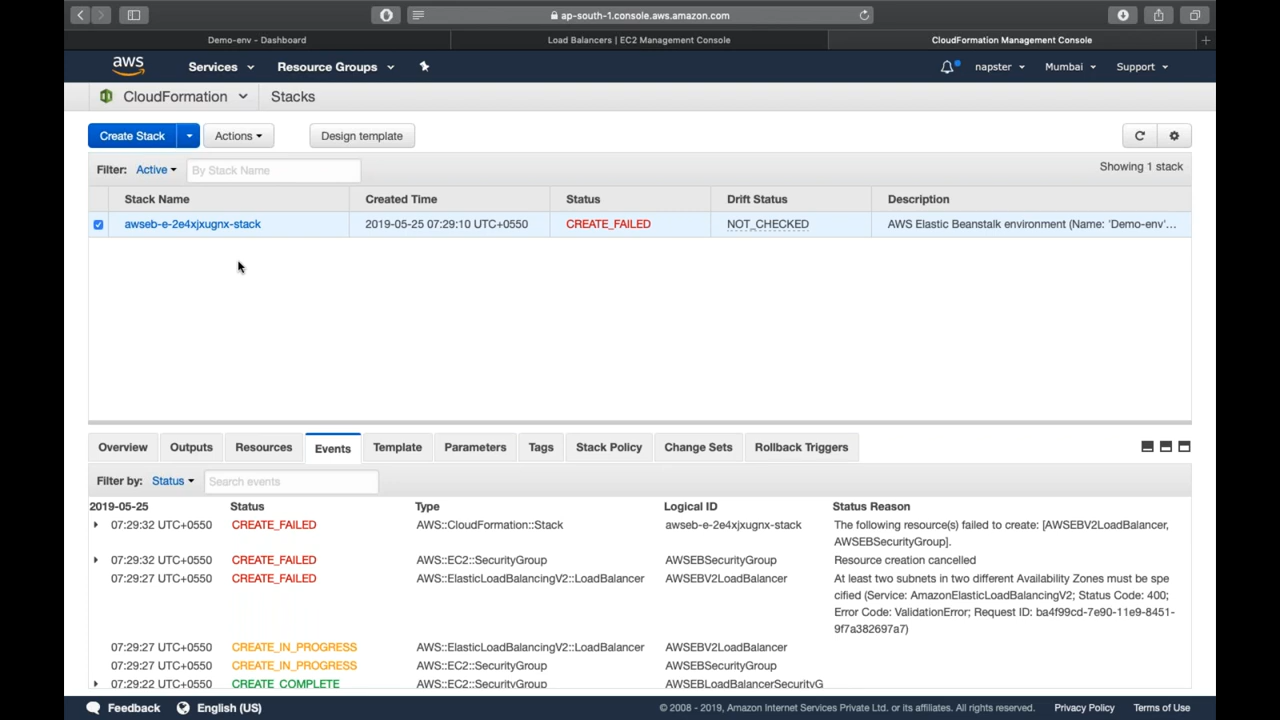 ap-south-1.console.aws.amazon.com
Demo-env - Dashboard Load Balancers | EC2 Management Console CloudFormation Management Console
aws Services Resource Groups napster Mumbai Support
CloudFormation Stacks
Create Stack Actions Design template
Filter: Active By Stack Name Showing 1 stack
Stack Name Created Time Status Drift Status Description
awseb-e-2e4xjxugnx-stack 2019-05-25 07:29:10 UTC+0550 CREATE_FAILED NOT_CHECKED AWS Elastic Beanstalk environment (Name: 'Demo-env'...
Overview Outputs Resources Events Template Parameters Tags Stack Policy Change Sets Rollback Triggers
Filter by: Status Search events
2019-05-25 Status Type Logical ID Status Reason
07:29:32 UTC+0550 CREATE_FAILED AWS::CloudFormation::Stack awseb-e-2e4xjxugnx-stack The following resource(s) failed to create: [AWSEBV2LoadBalancer,
AWSEBSecurityGroup].
07:29:32 UTC+0550 CREATE_FAILED AWS::EC2::SecurityGroup AWSEBSecurityGroup Resource creation cancelled
07:29:27 UTC+0550 CREATE_FAILED AWS::ElasticLoadBalancingV2::LoadBalancer AWSEBV2LoadBalancer At least two subnets in two different Availability Zones must be spe
cified (Service: AmazonElasticLoadBalancingV2; Status Code: 400;
Error Code: ValidationError; Request ID: ba4f99cd-7e90-11e9-8451-
9f7a382697a7)
07:29:27 UTC+0550 CREATE_IN_PROGRESS AWS::ElasticLoadBalancingV2::LoadBalancer AWSEBV2LoadBalancer
07:29:27 UTC+0550 CREATE_IN_PROGRESS AWS::EC2::SecurityGroup AWSEBSecurityGroup
07:29:22 UTC+0550 CREATE_COMPLETE AWS::EC2::SecurityGroup AWSEBLoadBalancerSecurityG
Feedback English (US) © 2008 - 2019, Amazon Internet Services Private Ltd. or its affiliates. All rights reserved. Privacy Policy Terms of Use